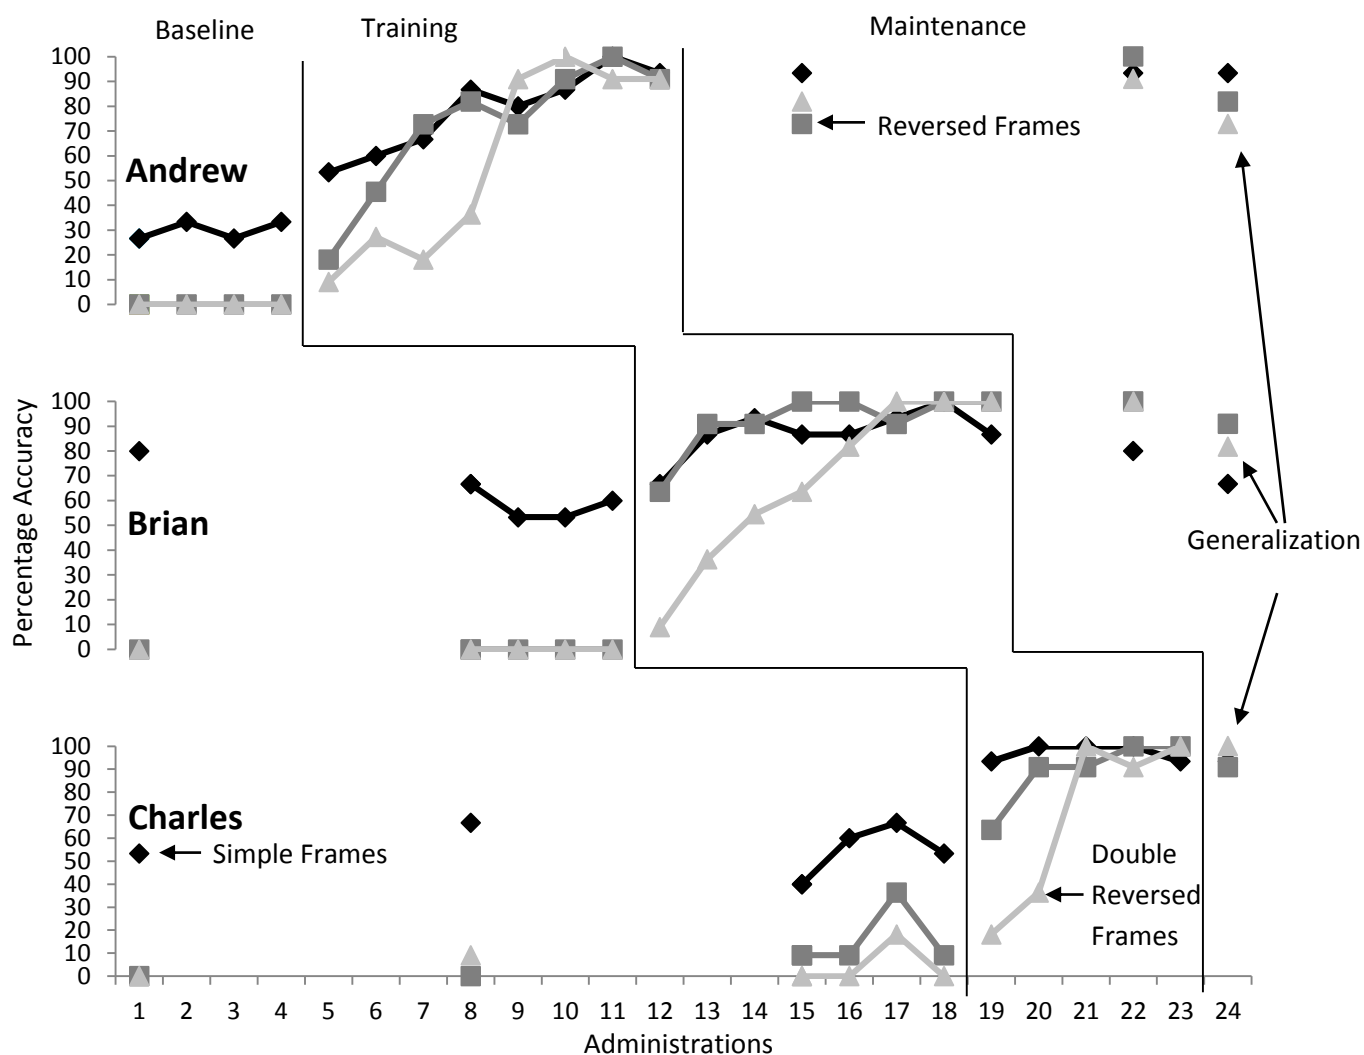 Baseline
Training
Maintenance
100
90
80
70
60
50
40
30
20
10
0
Andrew
Reversed Frames
Percentage Accuracy
100
90
80
70
60
50
40
30
20
10
0
Brian
Generalization
100
90
80
70
60
50
40
30
20
10
0
Charles
Simple Frames
Double
Reversed
Frames
1 2 3 4 5 6 7 8 9 10 11 12 13 14 15 16 17 18 19 20 21 22 23 24
Administrations